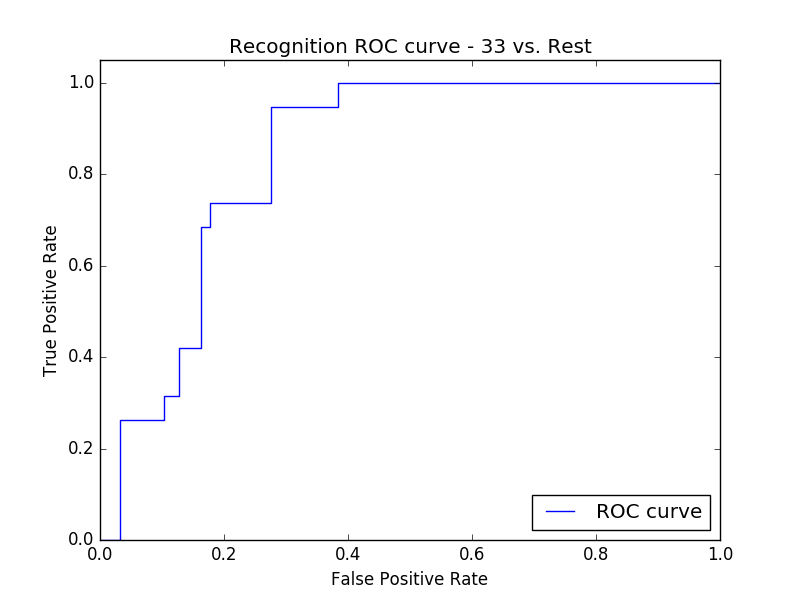 Recognition ROC curve - 33 vs. Rest
1.0
0.8
0.6
0.4
0.2
0.0
True Positive Rate
ROC curve
0.0 0.2 0.4 0.6 0.8 1.0
False Positive Rate